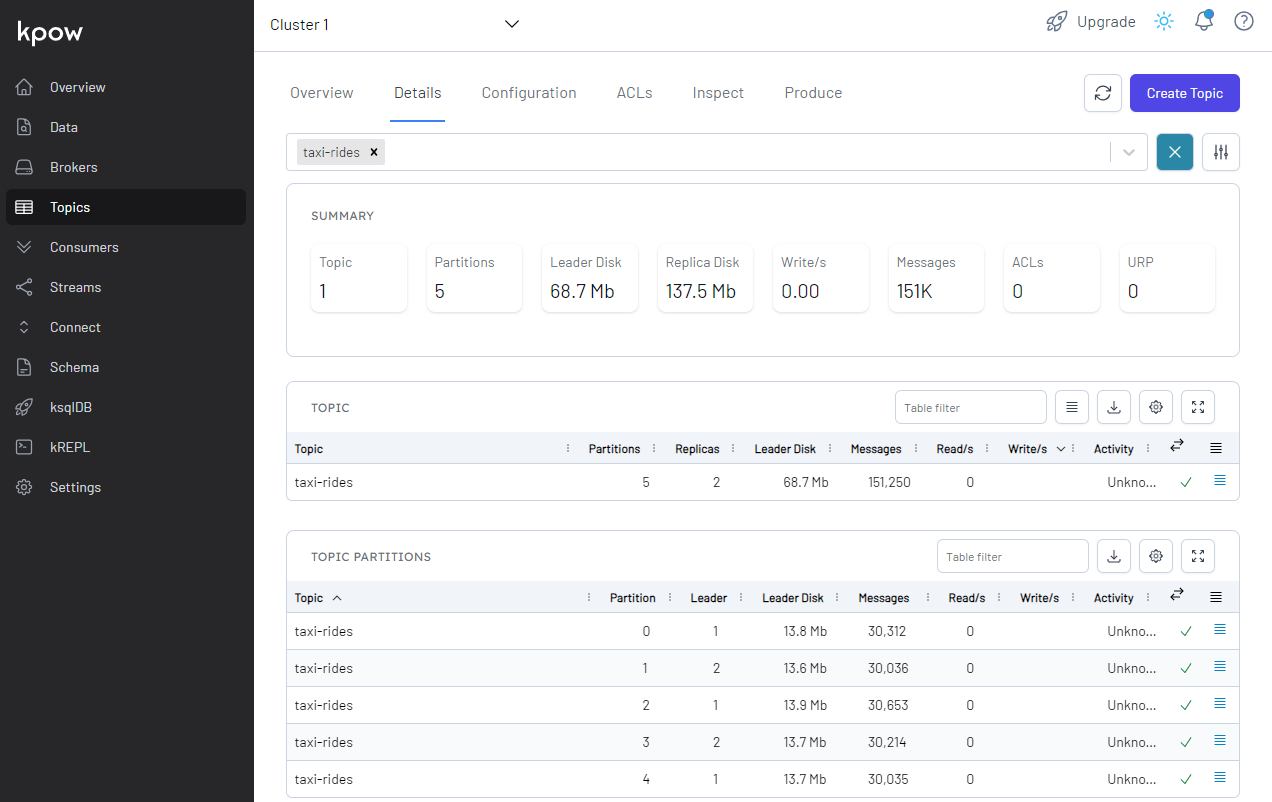 kpow
Cluster 1
Upgrade
Overview
Data
Brokers
Topics
Consumers
Streams
Connect
Schema
ksqlDB
kREPL
Settings
Overview Details Configuration ACLs Inspect Produce
Create Topic
taxi-rides
SUMMARY
Topic Partitions Leader Disk Replica Disk Write/s Messages ACLs URP
1 5 68.7 Mb 137.5 Mb 0.00 151K 0 0
TOPIC
Table filter
Topic Partitions Replicas Leader Disk Messages Read/s Write/s Activity
taxi-rides 5 2 68.7 Mb 151,250 0 Unkno...
TOPIC PARTITIONS
Table filter
Topic Partition Leader Leader Disk Messages Read/s Write/s Activity
taxi-rides 0 1 13.8 Mb 30,312 0 Unkno...
taxi-rides 1 2 13.6 Mb 30,036 0 Unkno...
taxi-rides 2 1 13.9 Mb 30,653 0 Unkno...
taxi-rides 3 2 13.7 Mb 30,214 0 Unkno...
taxi-rides 4 1 13.7 Mb 30,035 0 Unkno...